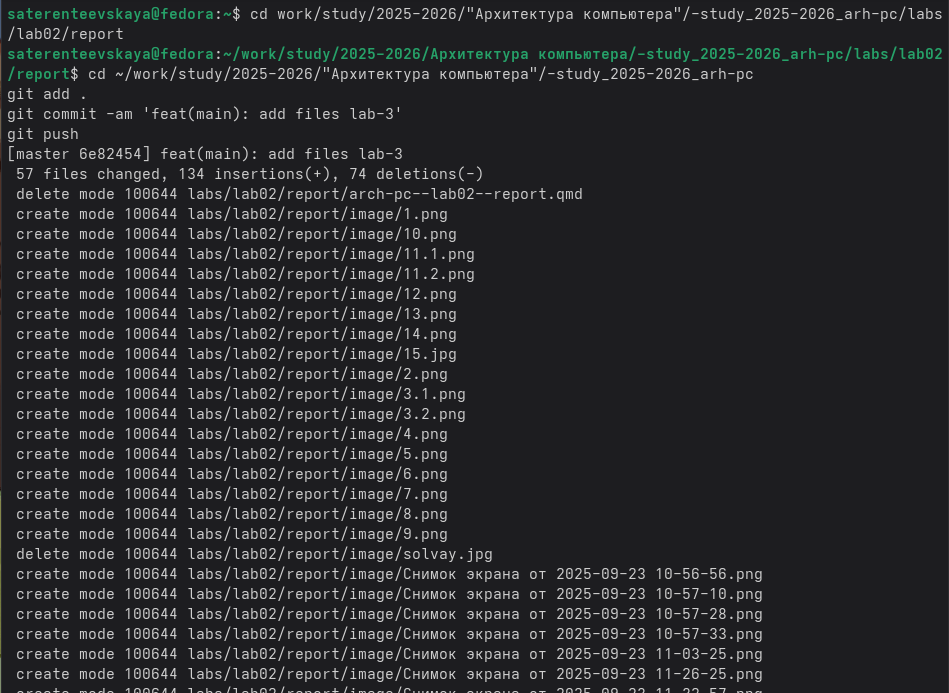 saterenteevskaya@fedora:~$ cd work/study/2025-2026/"Архитектура компьютера"/-study_2025-2026_arh-pc/labs
/lab02/report
saterenteevskaya@fedora:~/work/study/2025-2026/Архитектура компьютера/-study_2025-2026_arh-pc/labs/lab02
/report$ cd ~/work/study/2025-2026/"Архитектура компьютера"/-study_2025-2026_arh-pc
git add .
git commit -am 'feat(main): add files lab-3'
git push
[master 6e82454] feat(main): add files lab-3
 57 files changed, 134 insertions(+), 74 deletions(-)
 delete mode 100644 labs/lab02/report/arch-pc--lab02--report.qmd
 create mode 100644 labs/lab02/report/image/1.png
 create mode 100644 labs/lab02/report/image/10.png
 create mode 100644 labs/lab02/report/image/11.1.png
 create mode 100644 labs/lab02/report/image/11.2.png
 create mode 100644 labs/lab02/report/image/12.png
 create mode 100644 labs/lab02/report/image/13.png
 create mode 100644 labs/lab02/report/image/14.png
 create mode 100644 labs/lab02/report/image/15.jpg
 create mode 100644 labs/lab02/report/image/2.png
 create mode 100644 labs/lab02/report/image/3.1.png
 create mode 100644 labs/lab02/report/image/3.2.png
 create mode 100644 labs/lab02/report/image/4.png
 create mode 100644 labs/lab02/report/image/5.png
 create mode 100644 labs/lab02/report/image/6.png
 create mode 100644 labs/lab02/report/image/7.png
 create mode 100644 labs/lab02/report/image/8.png
 create mode 100644 labs/lab02/report/image/9.png
 delete mode 100644 labs/lab02/report/image/solvay.jpg
 create mode 100644 labs/lab02/report/image/Снимок экрана от 2025-09-23 10-56-56.png
 create mode 100644 labs/lab02/report/image/Снимок экрана от 2025-09-23 10-57-10.png
 create mode 100644 labs/lab02/report/image/Снимок экрана от 2025-09-23 10-57-28.png
 create mode 100644 labs/lab02/report/image/Снимок экрана от 2025-09-23 10-57-33.png
 create mode 100644 labs/lab02/report/image/Снимок экрана от 2025-09-23 11-03-25.png
 create mode 100644 labs/lab02/report/image/Снимок экрана от 2025-09-23 11-26-25.png
 create mode 100644 labs/lab02/report/image/Снимок экрана от 2025-09-23